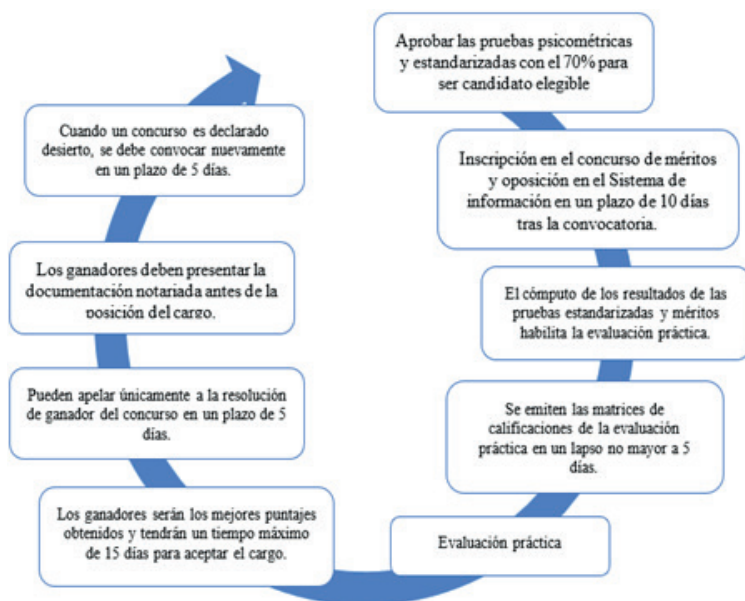 Aprobar las pruebas psicométricas
y estandarizadas con el 70% para
ser candidato elegible
Inscripción en el concurso de méritos
y oposición en el Sistema de
información en un plazo de 10 días
tras la convocatoria.
El cómputo de los resultados de las
pruebas estandarizadas y méritos
habilita la evaluación práctica.
Se emiten las matrices de
calificaciones de la evaluación
práctica en un lapso no mayor a 5
días.
Evaluación práctica
Los ganadores serán los mejores puntajes
obtenidos y tendrán un tiempo máximo
de 15 días para aceptar el cargo.
Pueden apelar únicamente a la resolución
de ganador del concurso en un plazo de 5
días.
Los ganadores deben presentar la
documentación notariada antes de la
posición del cargo.
Cuando un concurso es declarado
desierto, se debe convocar nuevamente
en un plazo de 5 días.